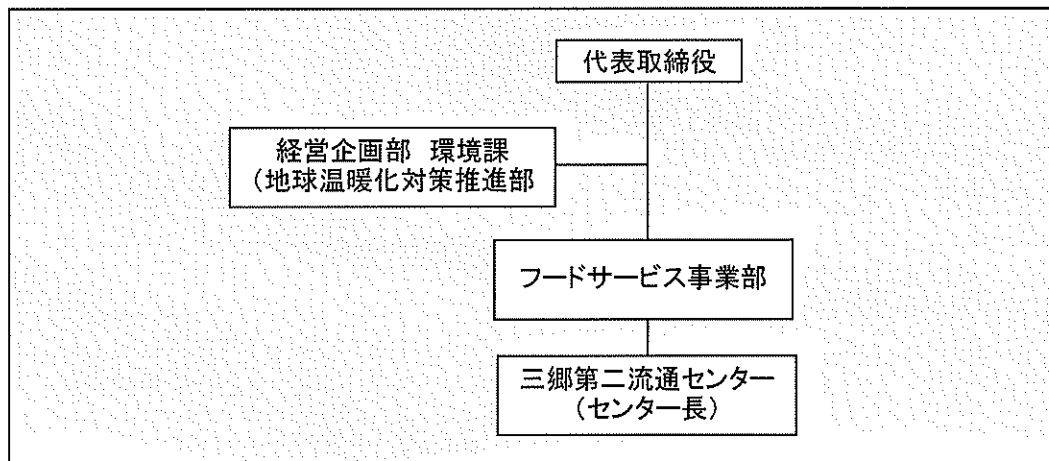 代表取締役
経営企画部 環境課
(地球温暖化対策推進部
フードサービス事業部
三郷第二流通センター
(センター長)